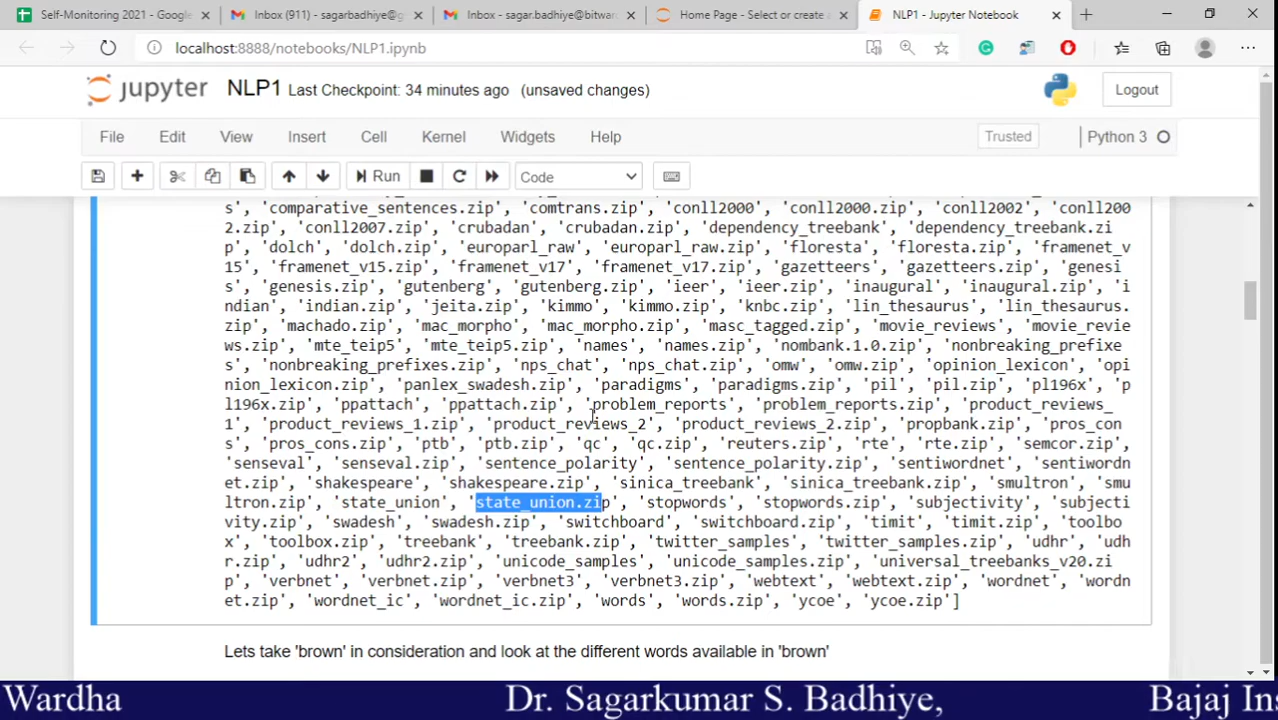 Self-Monitoring 2021 - Google
Inbox (911) - sagarbadhiye@g
Inbox - sagar.badhiye@bitwar
Home Page - Select or create a
NLP1 - Jupyter Notebook
localhost:8888/notebooks/NLP1.ipynb
jupyter NLP1 Last Checkpoint: 34 minutes ago (unsaved changes)
Logout
File Edit View Insert Cell Kernel Widgets Help
Trusted Python 3
Run Code
s', 'comparative_sentences.zip', 'comtrans.zip', 'conll2000', 'conll2000.zip', 'conll2002', 'conll200
2.zip', 'conll2007.zip', 'crubadan', 'crubadan.zip', 'dependency_treebank', 'dependency_treebank.zi
p', 'dolch', 'dolch.zip', 'europarl_raw', 'europarl_raw.zip', 'floresta', 'floresta.zip', 'framenet_v
15', 'framenet_v15.zip', 'framenet_v17', 'framenet_v17.zip', 'gazetteers', 'gazetteers.zip', 'genesi
s', 'genesis.zip', 'gutenberg', 'gutenberg.zip', 'ieer', 'ieer.zip', 'inaugural', 'inaugural.zip', 'i
ndian', 'indian.zip', 'jeita.zip', 'kimmo', 'kimmo.zip', 'knbc.zip', 'lin_thesaurus', 'lin_thesaurus.
zip', 'machado.zip', 'mac_morpho', 'mac_morpho.zip', 'masc_tagged.zip', 'movie_reviews', 'movie_revie
ws.zip', 'mte_teip5', 'mte_teip5.zip', 'names', 'names.zip', 'nombank.1.0.zip', 'nonbreaking_prefixe
s', 'nonbreaking_prefixes.zip', 'nps_chat', 'nps_chat.zip', 'omw', 'omw.zip', 'opinion_lexicon', 'opi
nion_lexicon.zip', 'panlex_swadesh.zip', 'paradigms', 'paradigms.zip', 'pil', 'pil.zip', 'pl196x', 'p
l196x.zip', 'ppattach', 'ppattach.zip', 'problem_reports', 'problem_reports.zip', 'product_reviews_
1', 'product_reviews_1.zip', 'product_reviews_2', 'product_reviews_2.zip', 'propbank.zip', 'pros_con
s', 'pros_cons.zip', 'ptb', 'ptb.zip', 'qc', 'qc.zip', 'reuters.zip', 'rte', 'rte.zip', 'semcor.zip',
'senseval', 'senseval.zip', 'sentence_polarity', 'sentence_polarity.zip', 'sentiwordnet', 'sentiwordn
et.zip', 'shakespeare', 'shakespeare.zip', 'sinica_treebank', 'sinica_treebank.zip', 'smultron', 'smu
ltron.zip', 'state_union', 'state_union.zip', 'stopwords', 'stopwords.zip', 'subjectivity', 'subjecti
vity.zip', 'swadesh', 'swadesh.zip', 'switchboard', 'switchboard.zip', 'timit', 'timit.zip', 'toolbo
x', 'toolbox.zip', 'treebank', 'treebank.zip', 'twitter_samples', 'twitter_samples.zip', 'udhr', 'udh
r.zip', 'udhr2', 'udhr2.zip', 'unicode_samples', 'unicode_samples.zip', 'universal_treebanks_v20.zi
p', 'verbnet', 'verbnet.zip', 'verbnet3', 'verbnet3.zip', 'webtext', 'webtext.zip', 'wordnet', 'wordn
et.zip', 'wordnet_ic', 'wordnet_ic.zip', 'words', 'words.zip', 'ycoe', 'ycoe.zip']
Lets take 'brown' in consideration and look at the different words available in 'brown'
Wardha Dr. Sagarkumar S. Badhiye, Bajaj Ins